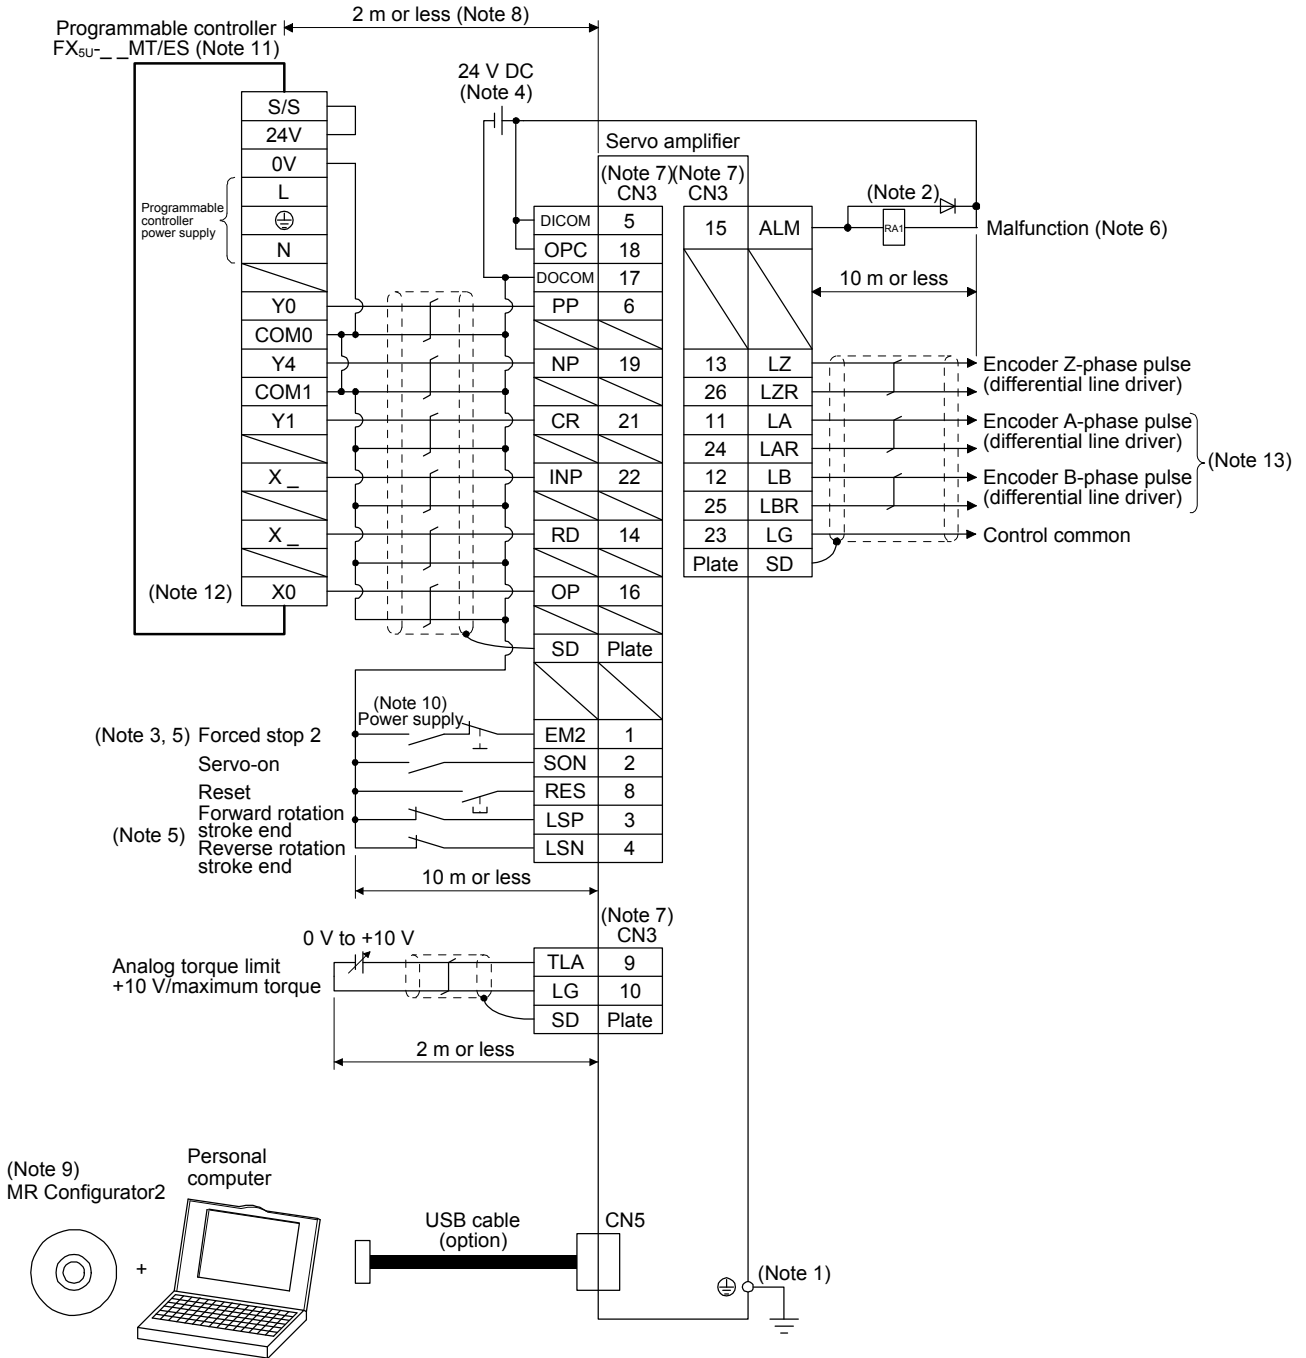 2 m or less (Note 8)
Programmable controller
FX5U-_ _MT/ES (Note 11)
24 V DC
(Note 4)
S/S
24V
0V
L
N
Programmable
controller
power supply
Y0
COM0
Y4
COM1
Y1
X _
X _
(Note 12) X0
Servo amplifier
(Note 7)
CN3
(Note 7)
CN3
DICOM 5
OPC 18
DOCOM 17
PP 6
NP 19
CR 21
INP 22
RD 14
OP 16
SD Plate
15 ALM
(Note 2)
RA1
Malfunction (Note 6)
10 m or less
13 LZ
26 LZR
11 LA
24 LAR
12 LB
25 LBR
23 LG
Plate SD
Encoder Z-phase pulse
(differential line driver)
Encoder A-phase pulse
(differential line driver)
Encoder B-phase pulse
(differential line driver)
(Note 13)
Control common
(Note 10)
Power supply
(Note 3, 5) Forced stop 2
Servo-on
Reset
(Note 5)
Forward rotation
stroke end
Reverse rotation
stroke end
EM2 1
SON 2
RES 8
LSP 3
LSN 4
10 m or less
(Note 7)
CN3
0 V to +10 V
Analog torque limit
+10 V/maximum torque
TLA 9
LG 10
SD Plate
2 m or less
(Note 9)
MR Configurator2
+
Personal
computer
USB cable
(option)
CN5
(Note 1)